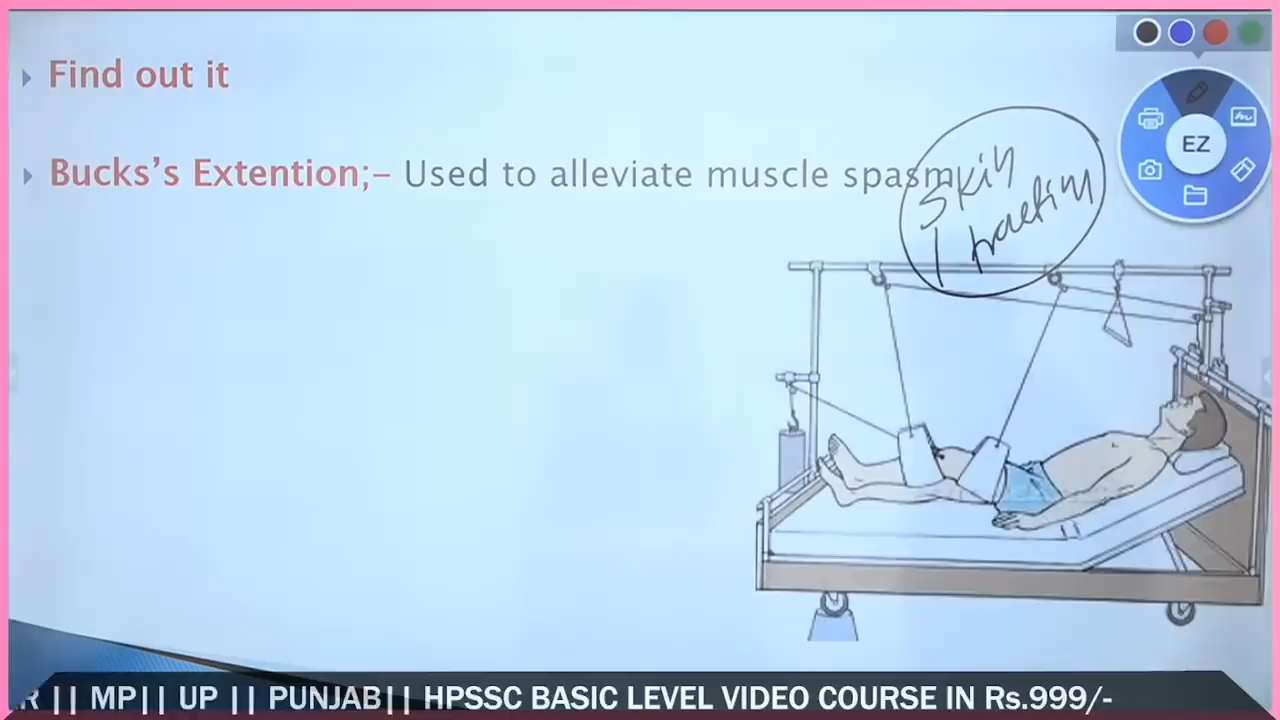 Find out it
Bucks's Extention;– Used to alleviate muscle spasm
Skin
Traction
EZ
R || MP|| UP || PUNJAB|| HPSSC BASIC LEVEL VIDEO COURSE IN Rs.999/-